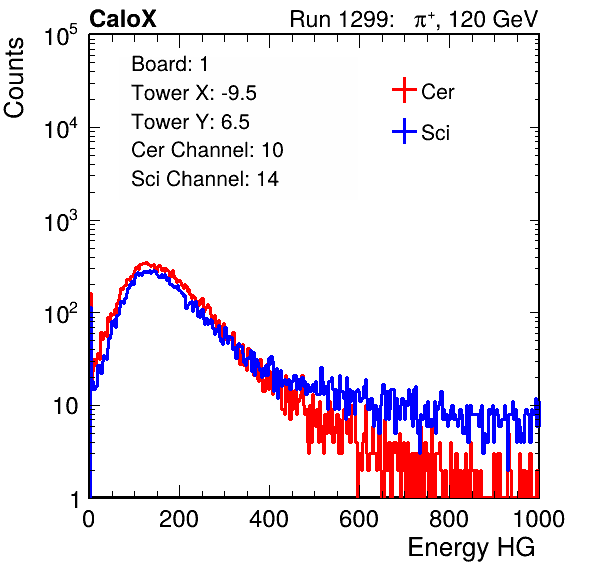 CaloX Run 1299: π⁺, 120 GeV
Counts
10⁵
10⁴
10³
10²
10
1
Board: 1
Tower X: -9.5
Tower Y: 6.5
Cer Channel: 10
Sci Channel: 14
Cer
Sci
0 200 400 600 800 1000
Energy HG